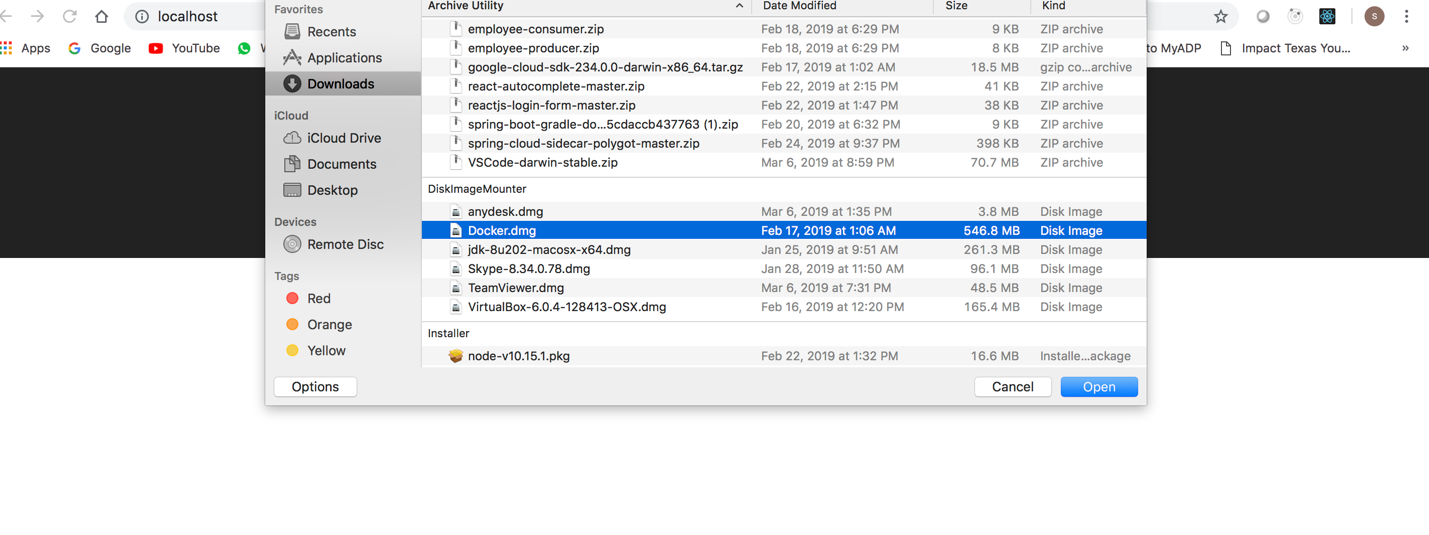 localhost
S
Apps
Google
YouTube
W
to MyADP
Impact Texas You...
»
Favorites
Recents
Applications
Downloads
iCloud
iCloud Drive
Documents
Desktop
Devices
Remote Disc
Tags
Red
Orange
Yellow
Archive Utility Date Modified Size Kind
employee-consumer.zip Feb 18, 2019 at 6:29 PM 9 KB ZIP archive
employee-producer.zip Feb 18, 2019 at 6:29 PM 8 KB ZIP archive
google-cloud-sdk-234.0.0-darwin-x86_64.tar.gz Feb 17, 2019 at 1:02 AM 18.5 MB gzip co...archive
react-autocomplete-master.zip Feb 22, 2019 at 2:15 PM 41 KB ZIP archive
reactjs-login-form-master.zip Feb 22, 2019 at 1:47 PM 38 KB ZIP archive
spring-boot-gradle-do...5cdaccb437763 (1).zip Feb 20, 2019 at 6:32 PM 9 KB ZIP archive
spring-cloud-sidecar-polygot-master.zip Feb 24, 2019 at 9:37 PM 398 KB ZIP archive
VSCode-darwin-stable.zip Mar 6, 2019 at 8:59 PM 70.7 MB ZIP archive
DiskImageMounter
anydesk.dmg Mar 6, 2019 at 1:35 PM 3.8 MB Disk Image
Docker.dmg Feb 17, 2019 at 1:06 AM 546.8 MB Disk Image
jdk-8u202-macosx-x64.dmg Jan 25, 2019 at 9:51 AM 261.3 MB Disk Image
Skype-8.34.0.78.dmg Jan 28, 2019 at 11:50 AM 96.1 MB Disk Image
TeamViewer.dmg Mar 6, 2019 at 7:31 PM 48.5 MB Disk Image
VirtualBox-6.0.4-128413-OSX.dmg Feb 16, 2019 at 12:20 PM 165.4 MB Disk Image
Installer
node-v10.15.1.pkg Feb 22, 2019 at 1:32 PM 16.6 MB Installe...ackage
Options
Cancel
Open